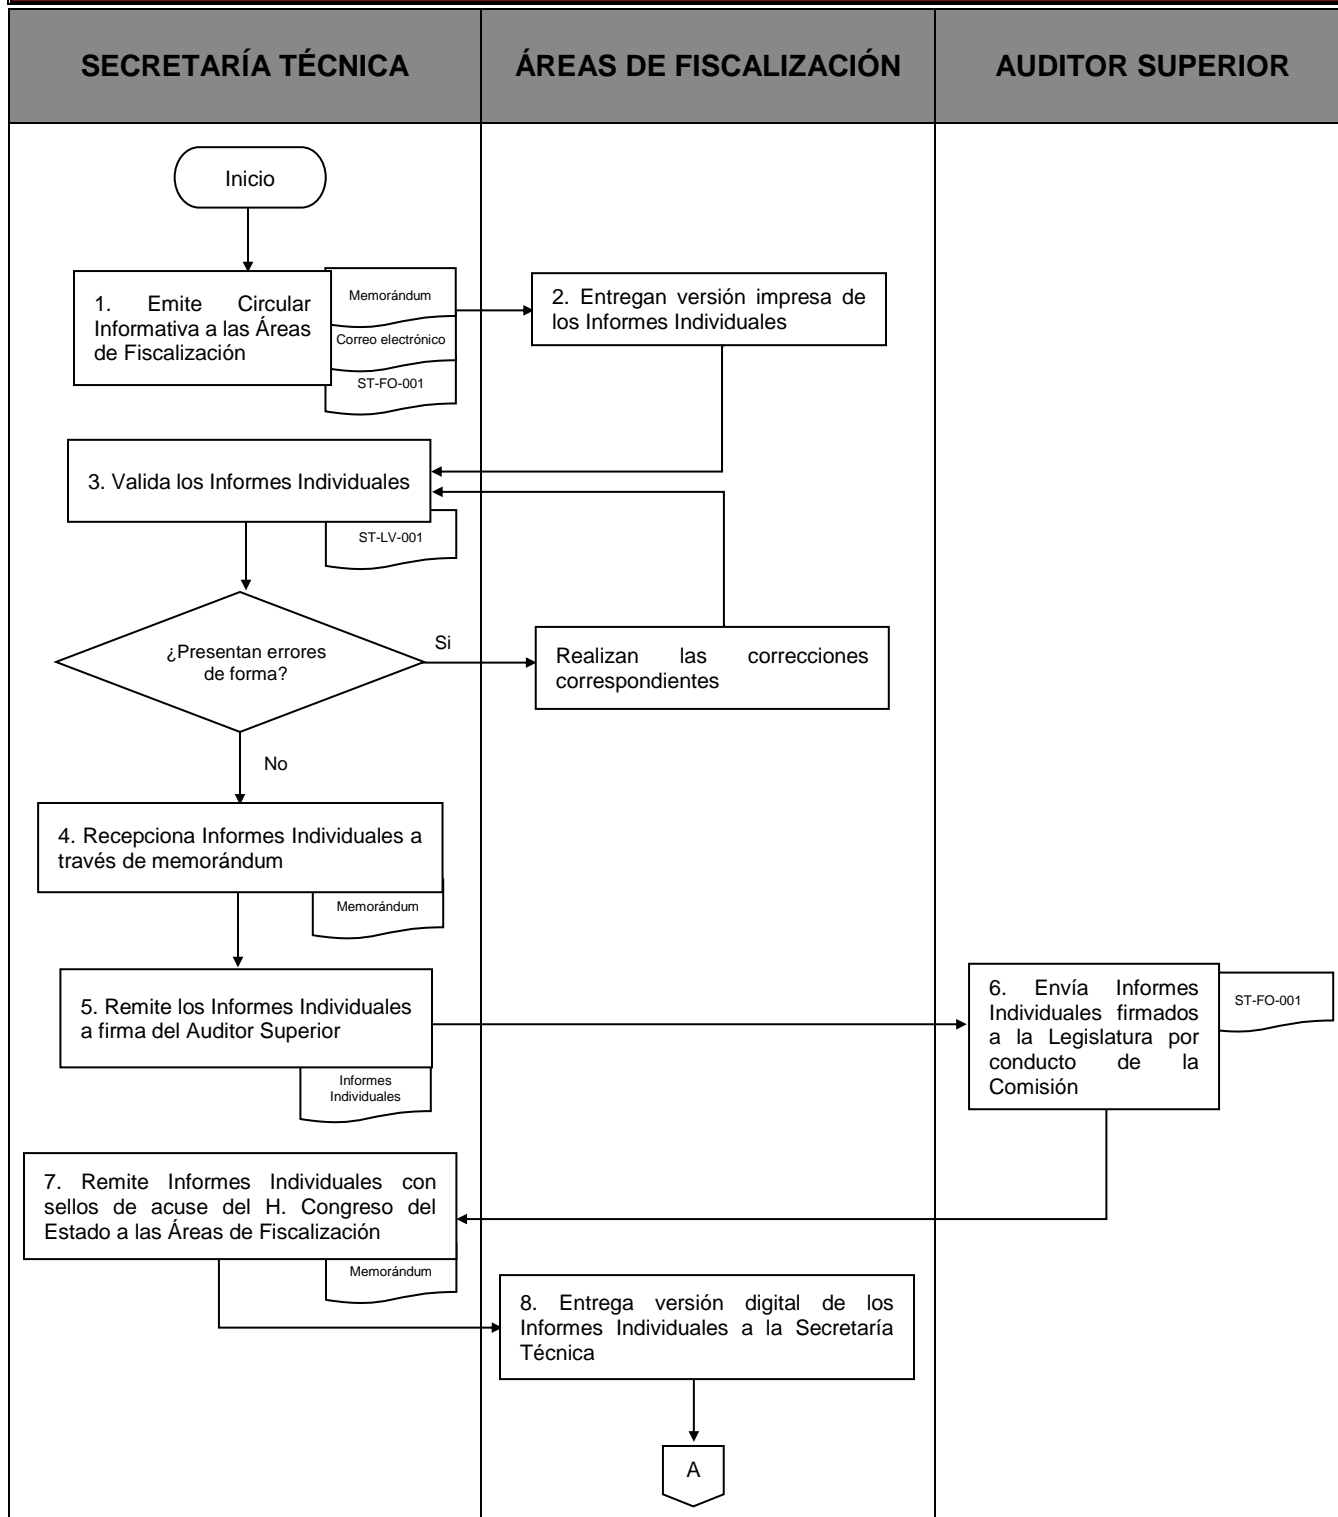 SECRETARÍA TÉCNICA
ÁREAS DE FISCALIZACIÓN
AUDITOR SUPERIOR
Inicio
1. Emite Circular
Informativa a las Áreas
de Fiscalización
Memorándum
Correo electrónico
ST-FO-001
2. Entregan versión impresa de
los Informes Individuales
3. Valida los Informes Individuales
ST-LV-001
¿Presentan errores
de forma?
Si
Realizan las correcciones
correspondientes
No
4. Recepciona Informes Individuales a
través de memorándum
Memorándum
5. Remite los Informes Individuales
a firma del Auditor Superior
Informes
Individuales
6. Envía Informes
Individuales firmados
a la Legislatura por
conducto de la
Comisión
ST-FO-001
7. Remite Informes Individuales con
sellos de acuse del H. Congreso del
Estado a las Áreas de Fiscalización
Memorándum
8. Entrega versión digital de los
Informes Individuales a la Secretaría
Técnica
A